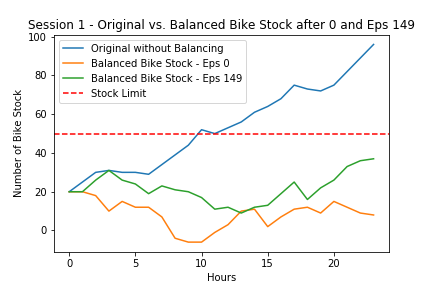 Session 1 - Original vs. Balanced Bike Stock after 0 and Eps 149
Original without Balancing
Balanced Bike Stock - Eps 0
Balanced Bike Stock - Eps 149
Stock Limit
Number of Bike Stock
100
80
60
40
20
0
0 5 10 15 20
Hours